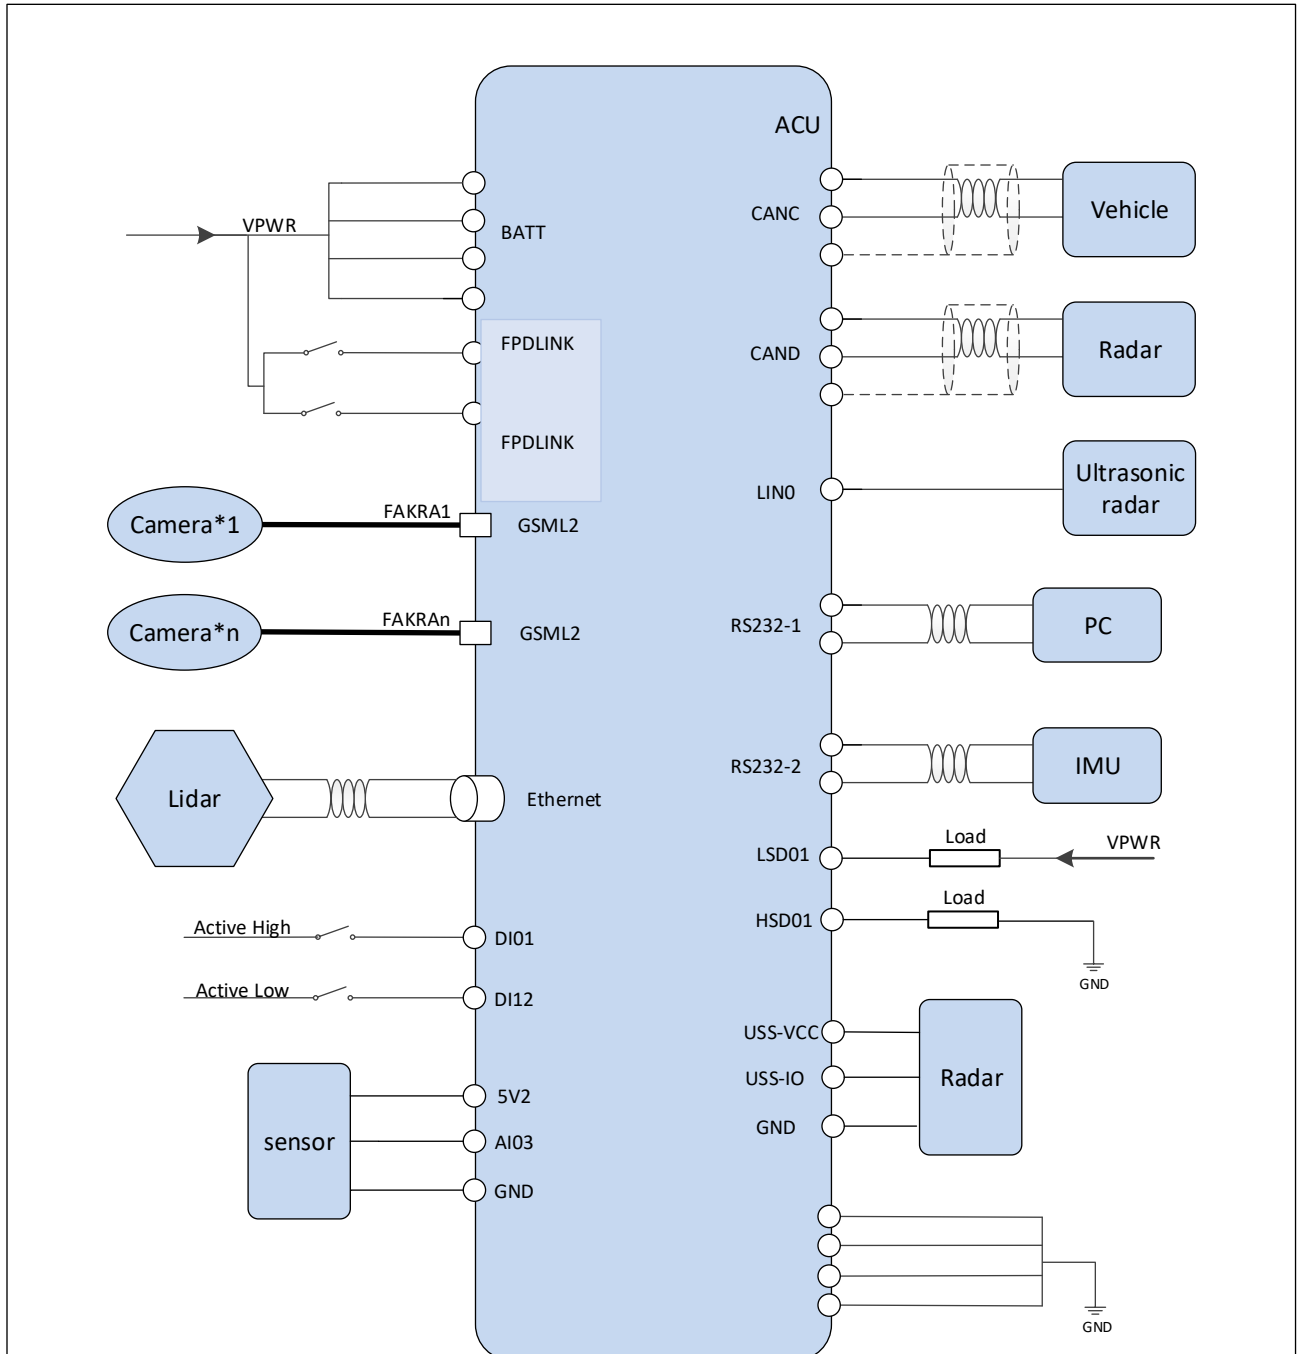 ACU
VPWR
BATT
FPDLINK
FPDLINK
Camera*1
FAKRA1
GSML2
Camera*n
FAKRAn
GSML2
Lidar
Ethernet
Active High
DI01
Active Low
DI12
sensor
5V2
AI03
GND
CANC
Vehicle
CAND
Radar
LIN0
Ultrasonic
radar
RS232-1
PC
RS232-2
IMU
LSD01
Load
VPWR
HSD01
Load
GND
USS-VCC
USS-IO
GND
Radar
GND